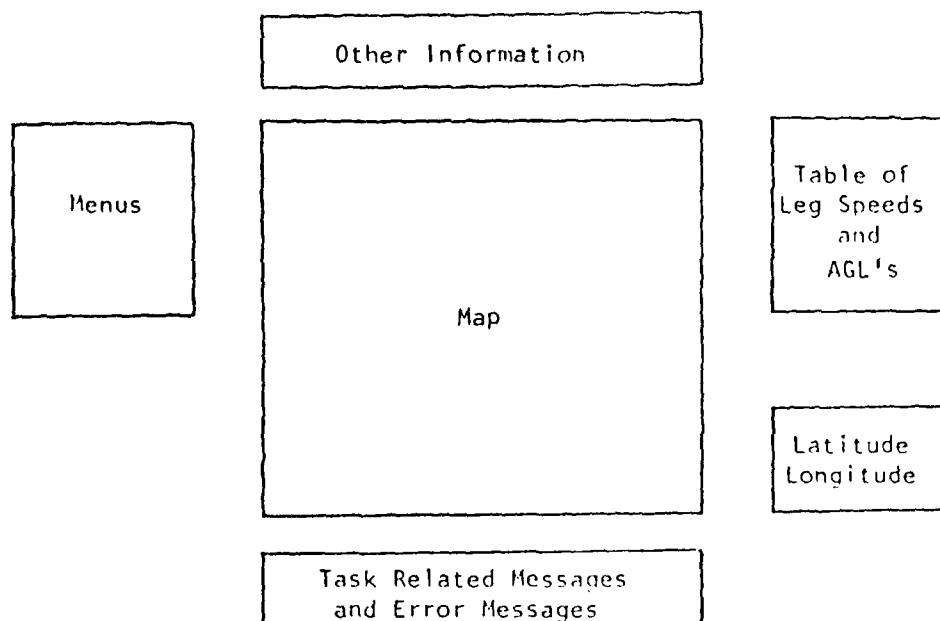 Other Information
Menus
Map
Table of
Leg Speeds
and
AGL's
Latitude
Longitude
Task Related Messages
and Error Messages